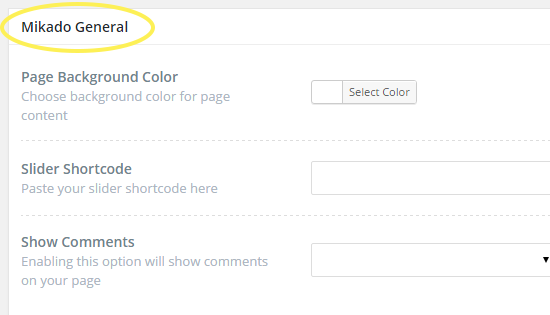 Mikado General
Page Background Color
Choose background color for page
content
Select Color
Slider Shortcode
Paste your slider shortcode here
Show Comments
Enabling this option will show comments
on your page